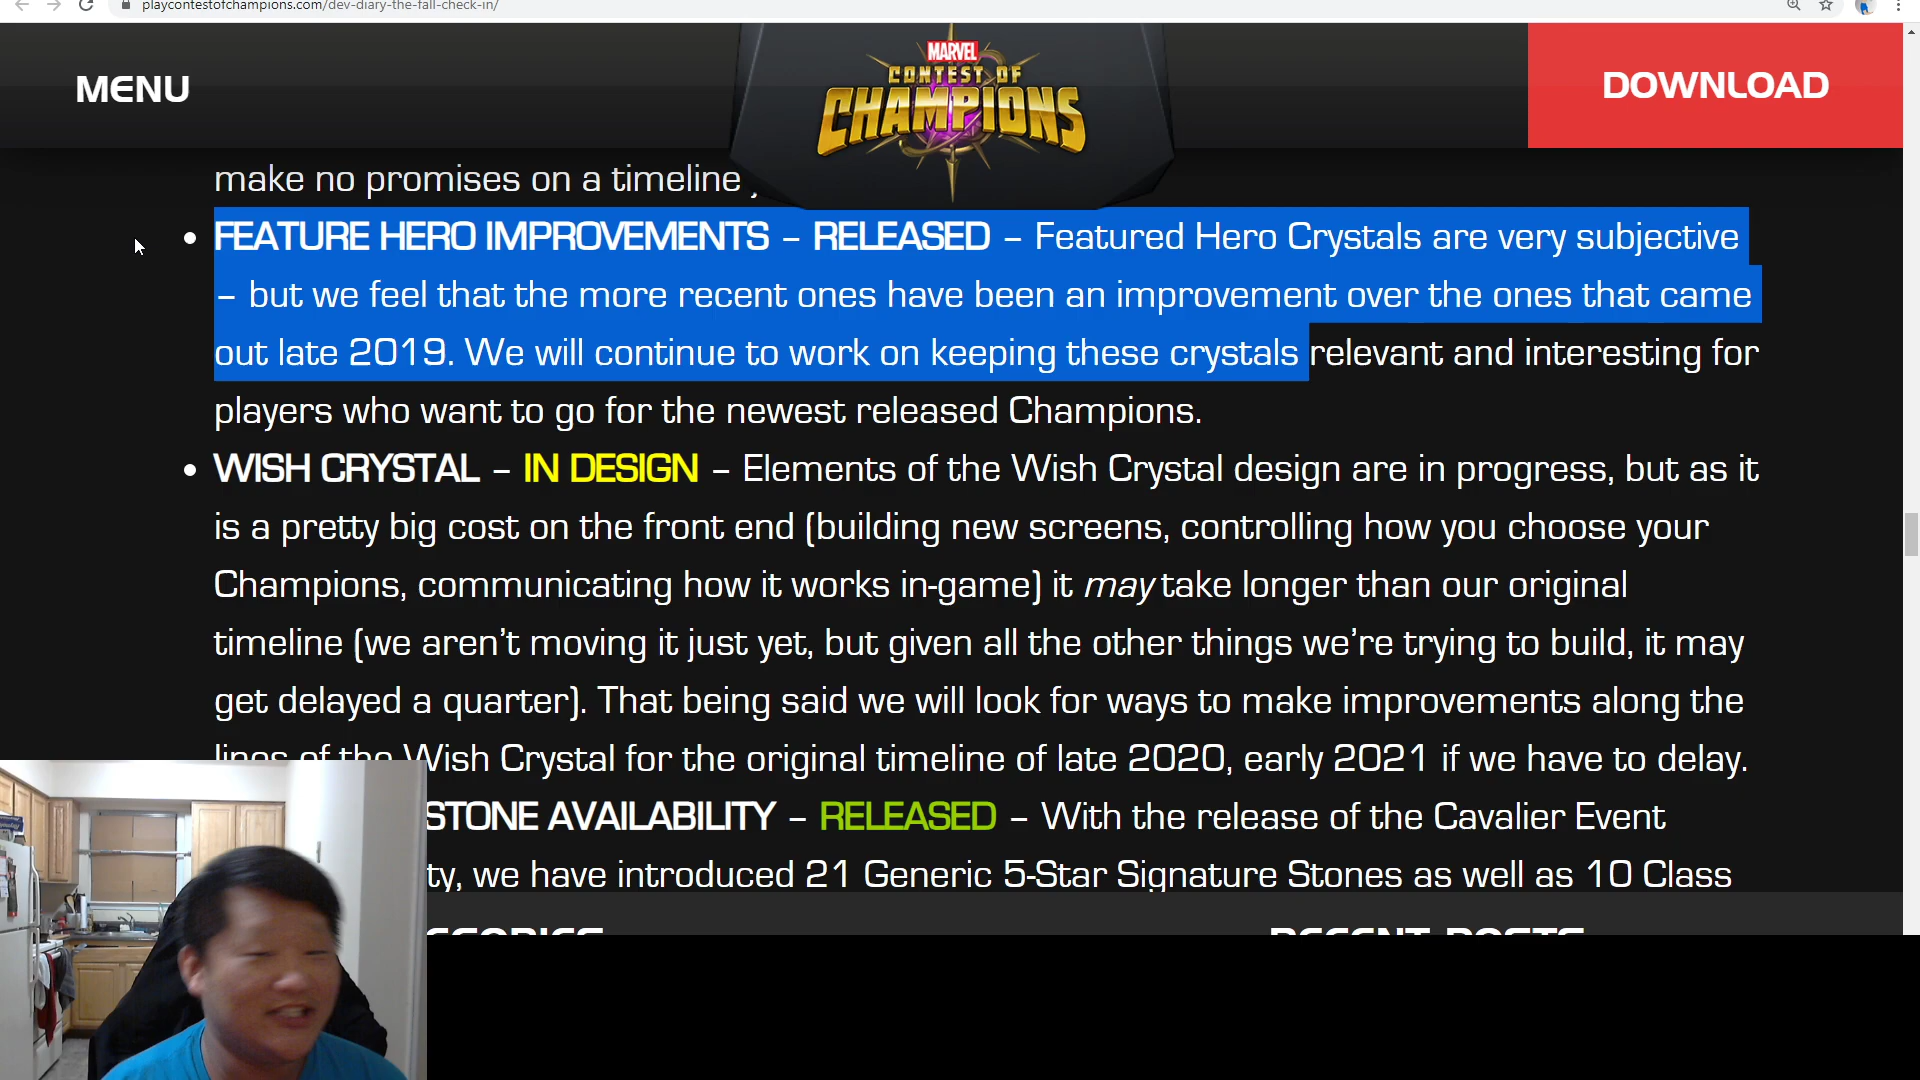 playcontestofchampions.com/dev-diary-the-fall-check-in/
MENU
MARVEL
CONTEST OF
CHAMPIONS
DOWNLOAD
make no promises on a timeline
• FEATURE HERO IMPROVEMENTS – RELEASED – Featured Hero Crystals are very subjective
– but we feel that the more recent ones have been an improvement over the ones that came
out late 2019. We will continue to work on keeping these crystals relevant and interesting for
players who want to go for the newest released Champions.
• WISH CRYSTAL – IN DESIGN – Elements of the Wish Crystal design are in progress, but as it
is a pretty big cost on the front end (building new screens, controlling how you choose your
Champions, communicating how it works in-game) it may take longer than our original
timeline (we aren’t moving it just yet, but given all the other things we’re trying to build, it may
get delayed a quarter). That being said we will look for ways to make improvements along the
lines of the Wish Crystal for the original timeline of late 2020, early 2021 if we have to delay.
STONE AVAILABILITY – RELEASED – With the release of the Cavalier Event
ty, we have introduced 21 Generic 5-Star Signature Stones as well as 10 Class
RECENT POSTS